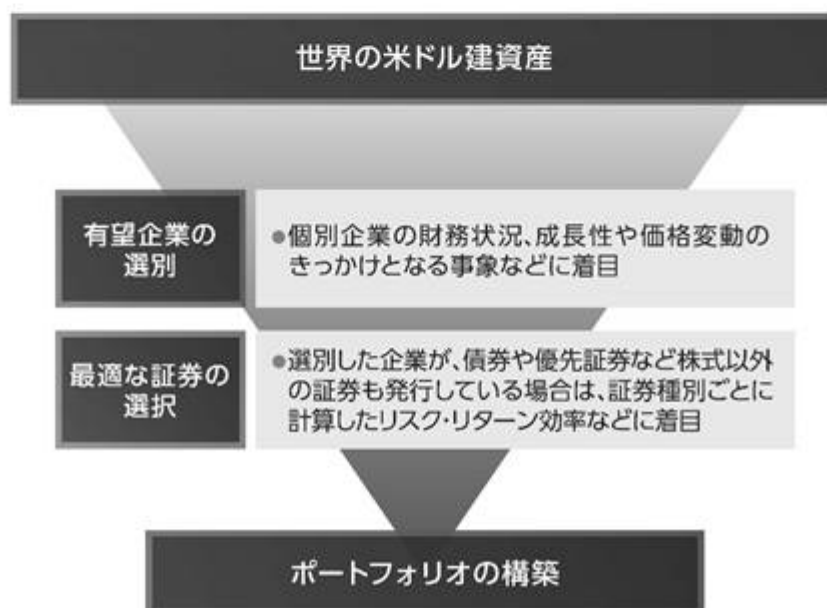 世界の米ドル建資産
有望企業の
選別
●個別企業の財務状況、成長性や価格変動の
きっかけとなる事象などに着目
最適な証券の
選択
●選別した企業が、債券や優先証券など株式以外
の証券も発行している場合は、証券種別ごとに
計算したリスク・リターン効率などに着目
ポートフォリオの構築